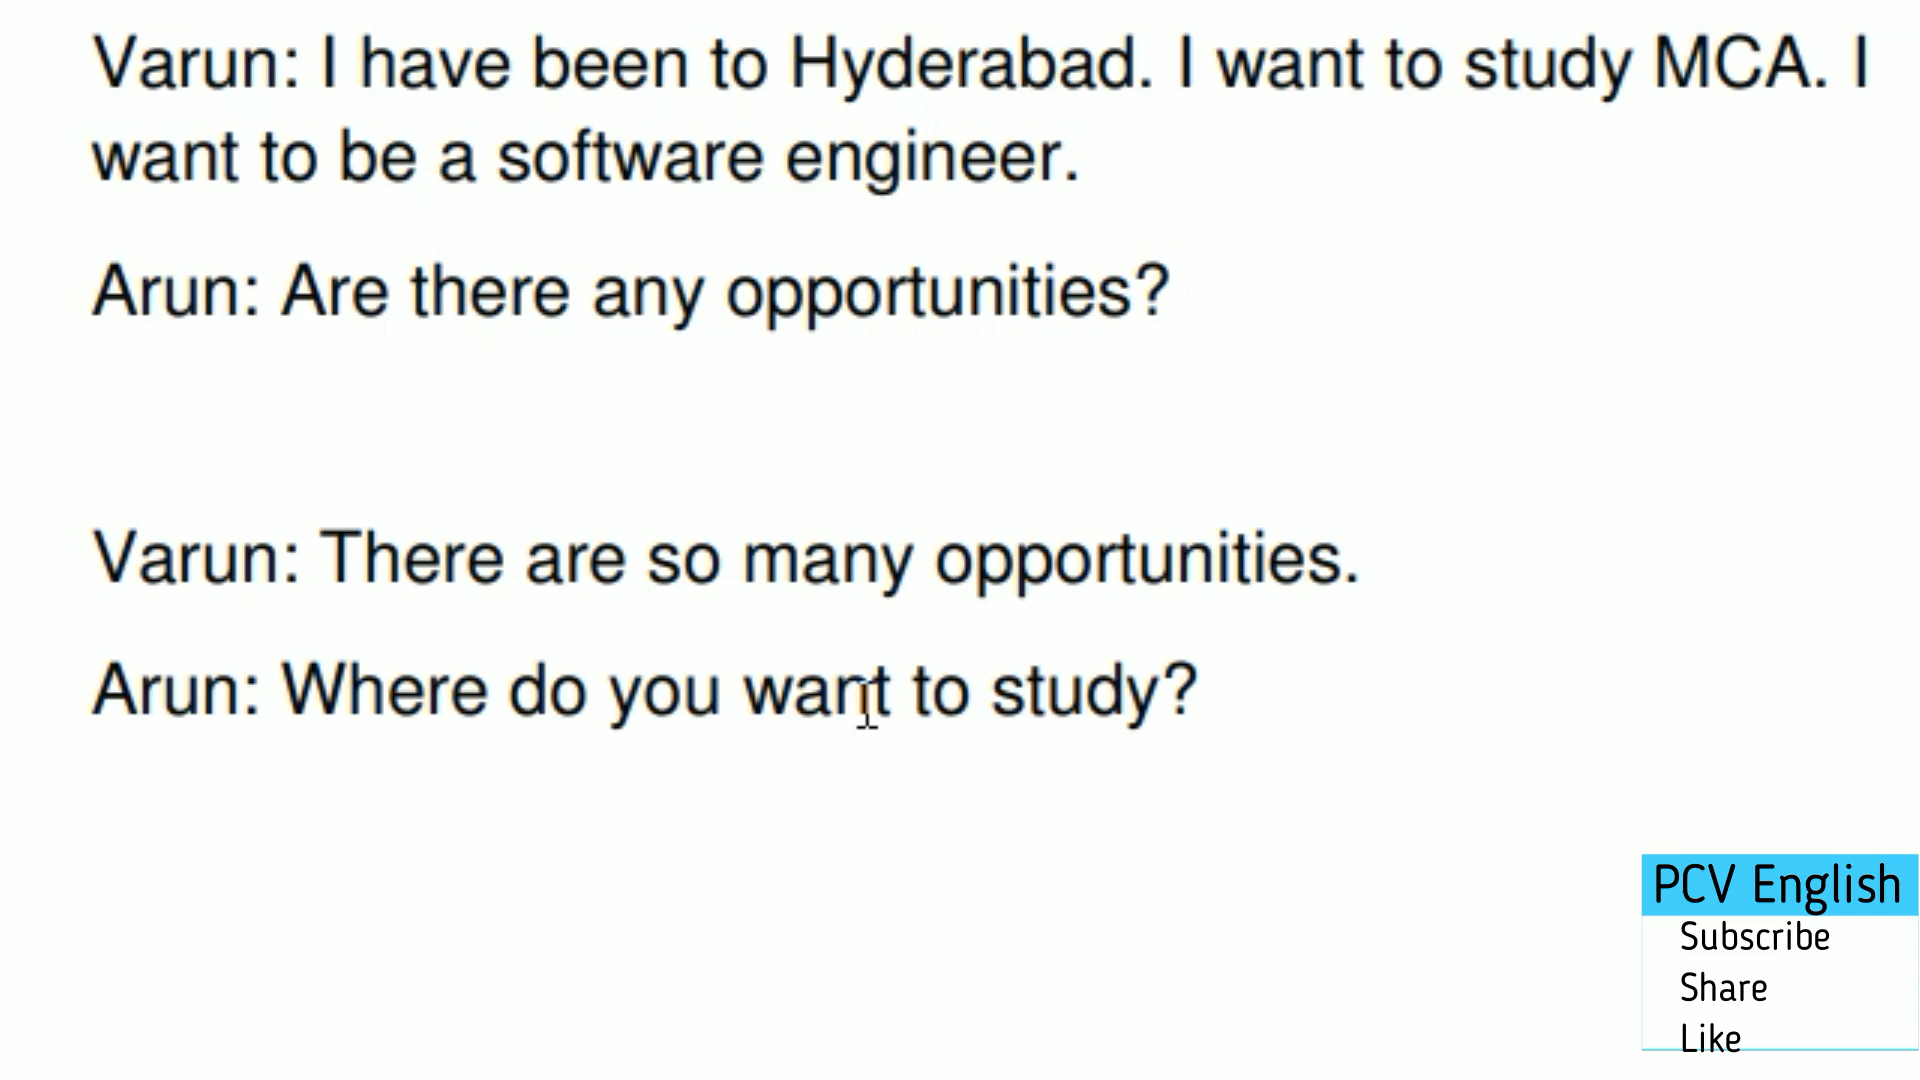 Varun: I have been to Hyderabad. I want to study MCA. I
want to be a software engineer.
Arun: Are there any opportunities?
Varun: There are so many opportunities.
Arun: Where do you want to study?
PCV English
Subscribe
Share
Like